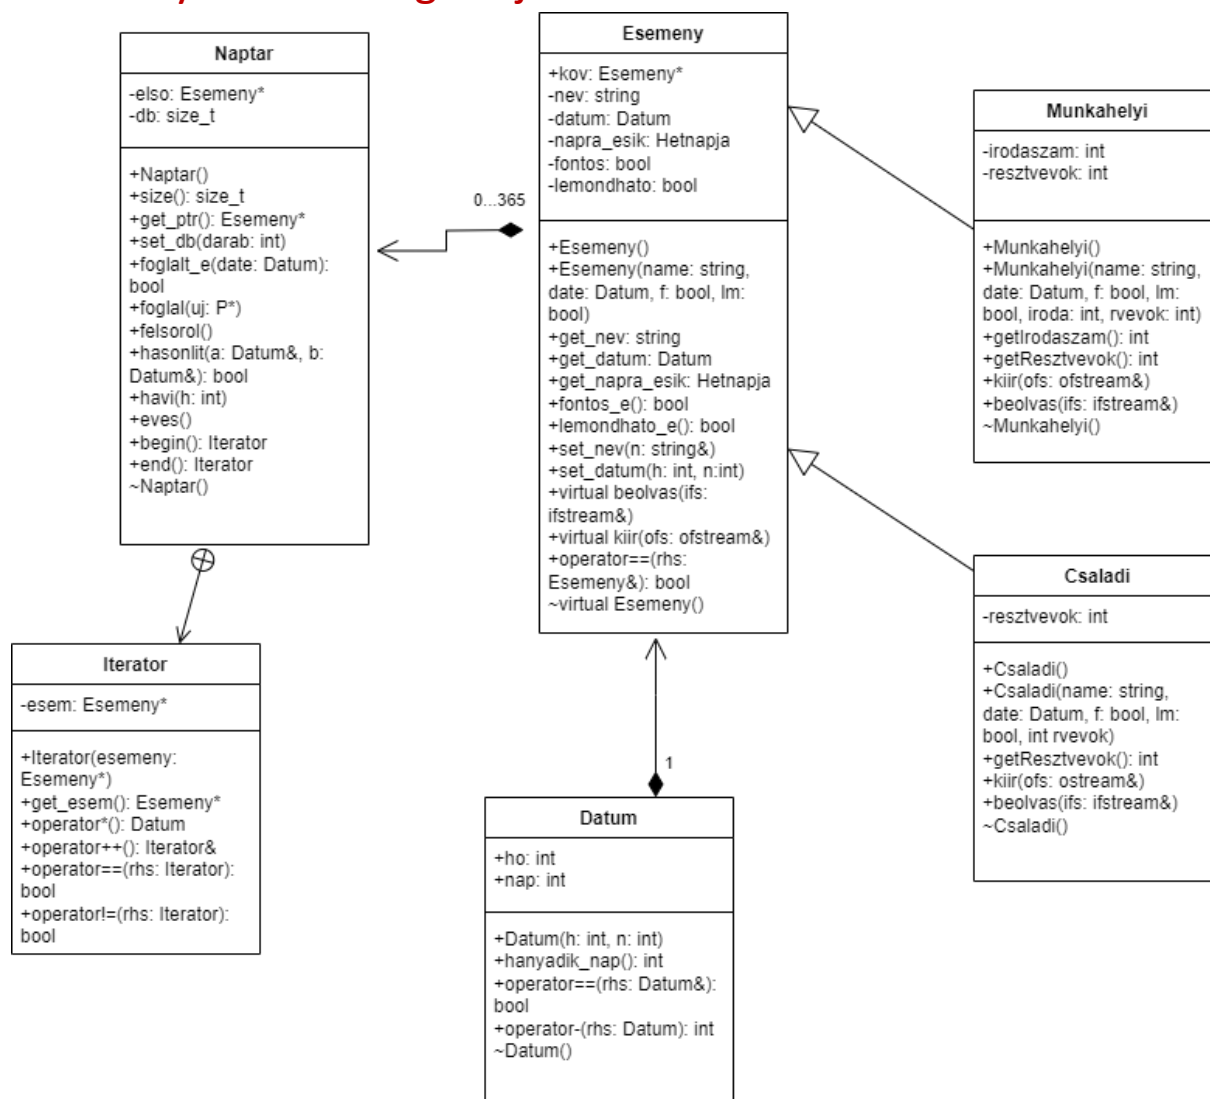 Naptar
-elso: Esemeny*
-db: size_t
+Naptar()
+size(): size_t
+get_ptr(): Esemeny*
+set_db(darab: int)
+foglalt_e(date: Datum):
bool
+foglal(uj: P*)
+felsorol()
+hasonlit(a: Datum&, b:
Datum&): bool
+havi(h: int)
+eves()
+begin(): Iterator
+end(): Iterator
~Naptar()
0...365
Esemeny
+kov: Esemeny*
-nev: string
-datum: Datum
-napra_esik: Hetnapja
-fontos: bool
-lemondhato: bool
+Esemeny()
+Esemeny(name: string,
date: Datum, f: bool, lm:
bool)
+get_nev: string
+get_datum: Datum
+get_napra_esik: Hetnapja
+fontos_e(): bool
+lemondhato_e(): bool
+set_nev(n: string&)
+set_datum(h: int, n:int)
+virtual beolvas(ifs:
ifstream&)
+virtual kiir(ofs: ofstream&)
+operator==(rhs:
Esemeny&): bool
~virtual Esemeny()
Munkahelyi
-irodaszam: int
-resztvevok: int
+Munkahelyi()
+Munkahelyi(name: string,
date: Datum, f: bool, lm:
bool, iroda: int, rvevok: int)
+getIrodaszam(): int
+getResztvevok(): int
+kiir(ofs: ofstream&)
+beolvas(ifs: ifstream&)
~Munkahelyi()
Csaladi
-resztvevok: int
+Csaladi()
+Csaladi(name: string,
date: Datum, f: bool, lm:
bool, int rvevok)
+getResztvevok(): int
+kiir(ofs: ostream&)
+beolvas(ifs: ifstream&)
~Csaladi()
Iterator
-esem: Esemeny*
+Iterator(esemeny:
Esemeny*)
+get_esem(): Esemeny*
+operator*(): Datum
+operator++(): Iterator&
+operator==(rhs: Iterator):
bool
+operator!=(rhs: Iterator):
bool
1
Datum
+ho: int
+nap: int
+Datum(h: int, n: int)
+hanyadik_nap(): int
+operator==(rhs: Datum&):
bool
+operator-(rhs: Datum): int
~Datum()